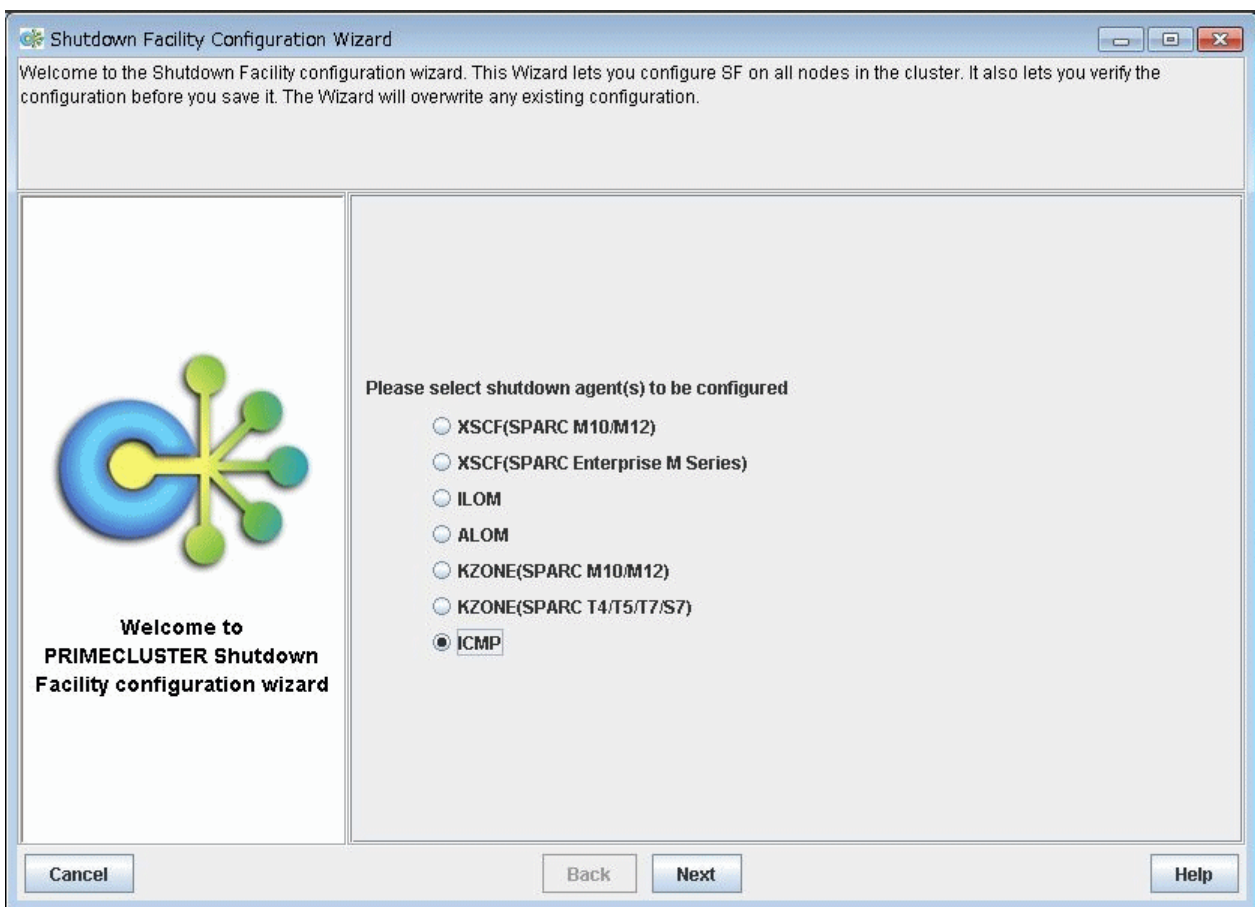 Shutdown Facility Configuration Wizard
Welcome to the Shutdown Facility configuration wizard. This Wizard lets you configure SF on all nodes in the cluster. It also lets you verify the
configuration before you save it. The Wizard will overwrite any existing configuration.
Please select shutdown agent(s) to be configured
XSCF(SPARC M10/M12)
XSCF(SPARC Enterprise M Series)
ILOM
ALOM
KZONE(SPARC M10/M12)
KZONE(SPARC T4/T5/T7/S7)
ICMP
Welcome to
PRIMECLUSTER Shutdown
Facility configuration wizard
Cancel
Back
Next
Help